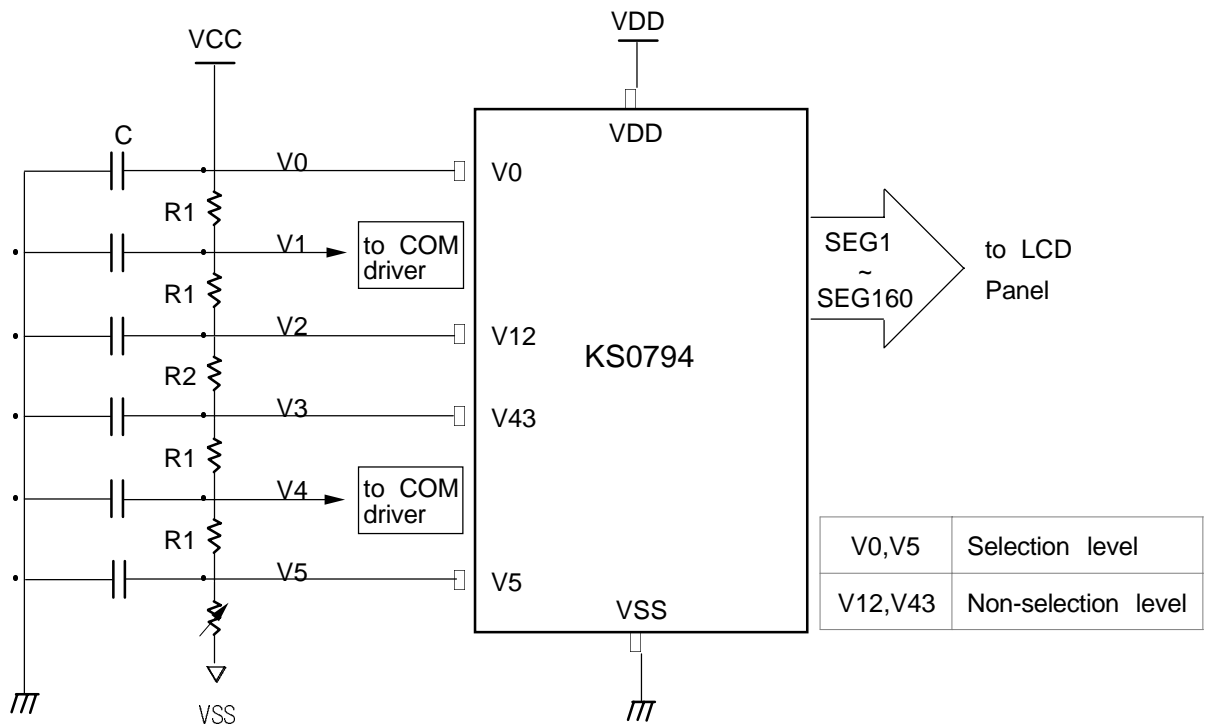 VDD
VCC
VDD
C
V0
V0
R1
V1
to COM
driver
SEG1
~
SEG160
to LCD
Panel
R1
V2
V12
KS0794
R2
V3
V43
R1
V4
to COM
driver
R1
V0,V5 Selection level
V12,V43 Non-selection level
V5
V5
VSS
VSS